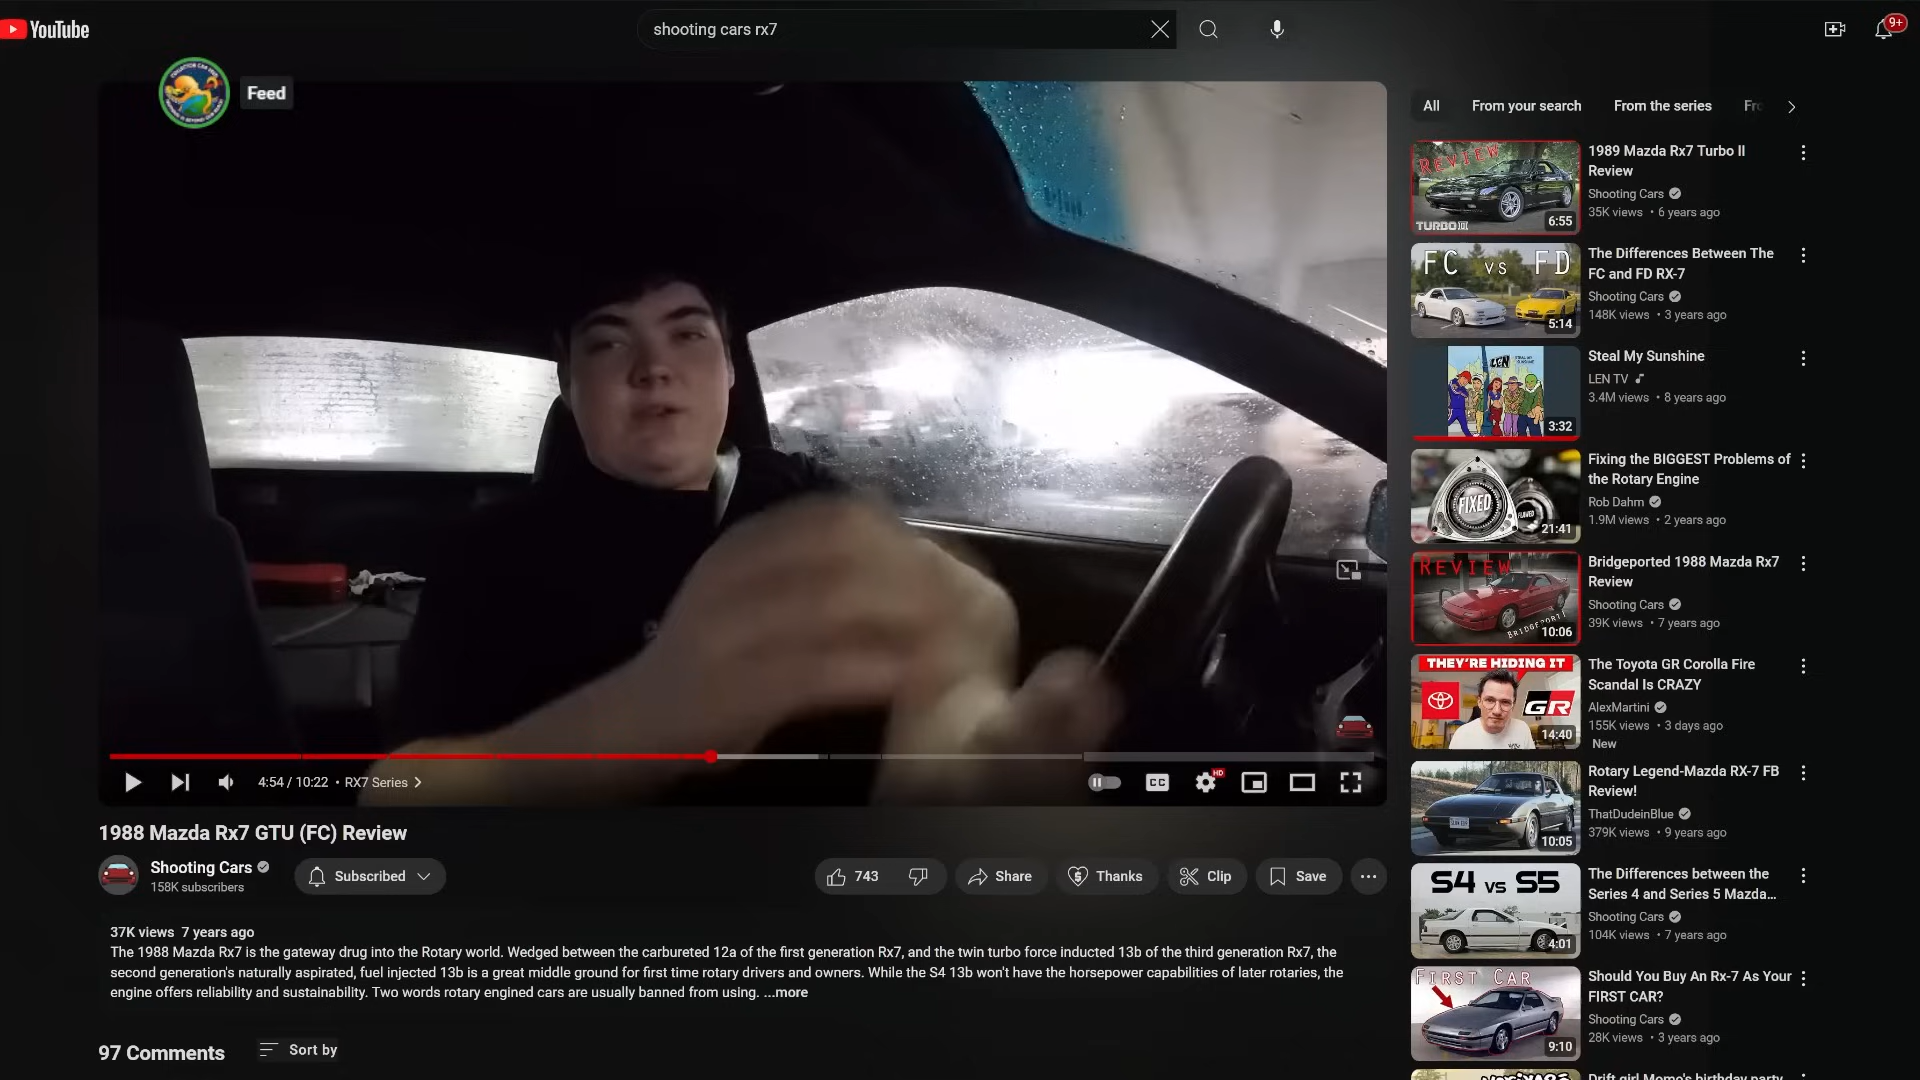 YouTube
shooting cars rx7
9+
Feed
4:54 / 10:22 • RX7 Series
CC
HD
1988 Mazda Rx7 GTU (FC) Review
Shooting Cars
158K subscribers
Subscribed
743
Share
Thanks
Clip
Save
37K views 7 years ago
The 1988 Mazda Rx7 is the gateway drug into the Rotary world. Wedged between the carbureted 12a of the first generation Rx7, and the twin turbo force inducted 13b of the third generation Rx7, the
second generation's naturally aspirated, fuel injected 13b is a great middle ground for first time rotary drivers and owners. While the S4 13b won't have the horsepower capabilities of later rotaries, the
engine offers reliability and sustainability. Two words rotary engined cars are usually banned from using. ...more
97 Comments
Sort by
All
From your search
From the series
Fro
REVIEW
TURBO II
6:55
1989 Mazda Rx7 Turbo II
Review
Shooting Cars
35K views • 6 years ago
FC VS FD
5:14
The Differences Between The
FC and FD RX-7
Shooting Cars
148K views • 3 years ago
LEN
3:32
Steal My Sunshine
LEN TV
3.4M views • 8 years ago
FIXED
FLAWED
21:41
Fixing the BIGGEST Problems of
the Rotary Engine
Rob Dahm
1.9M views • 2 years ago
REVIEW
BRIDGEPORT
10:06
Bridgeported 1988 Mazda Rx7
Review
Shooting Cars
39K views • 7 years ago
THEY'RE HIDING IT
GR
14:40
The Toyota GR Corolla Fire
Scandal Is CRAZY
AlexMartini
155K views • 3 days ago
New
10:05
Rotary Legend-Mazda RX-7 FB
Review!
ThatDudeinBlue
379K views • 9 years ago
S4 VS S5
4:01
The Differences between the
Series 4 and Series 5 Mazda...
Shooting Cars
104K views • 7 years ago
FIRST CAR
9:10
Should You Buy An Rx-7 As Your
FIRST CAR?
Shooting Cars
28K views • 3 years ago
Drift girl Momo's birthday party